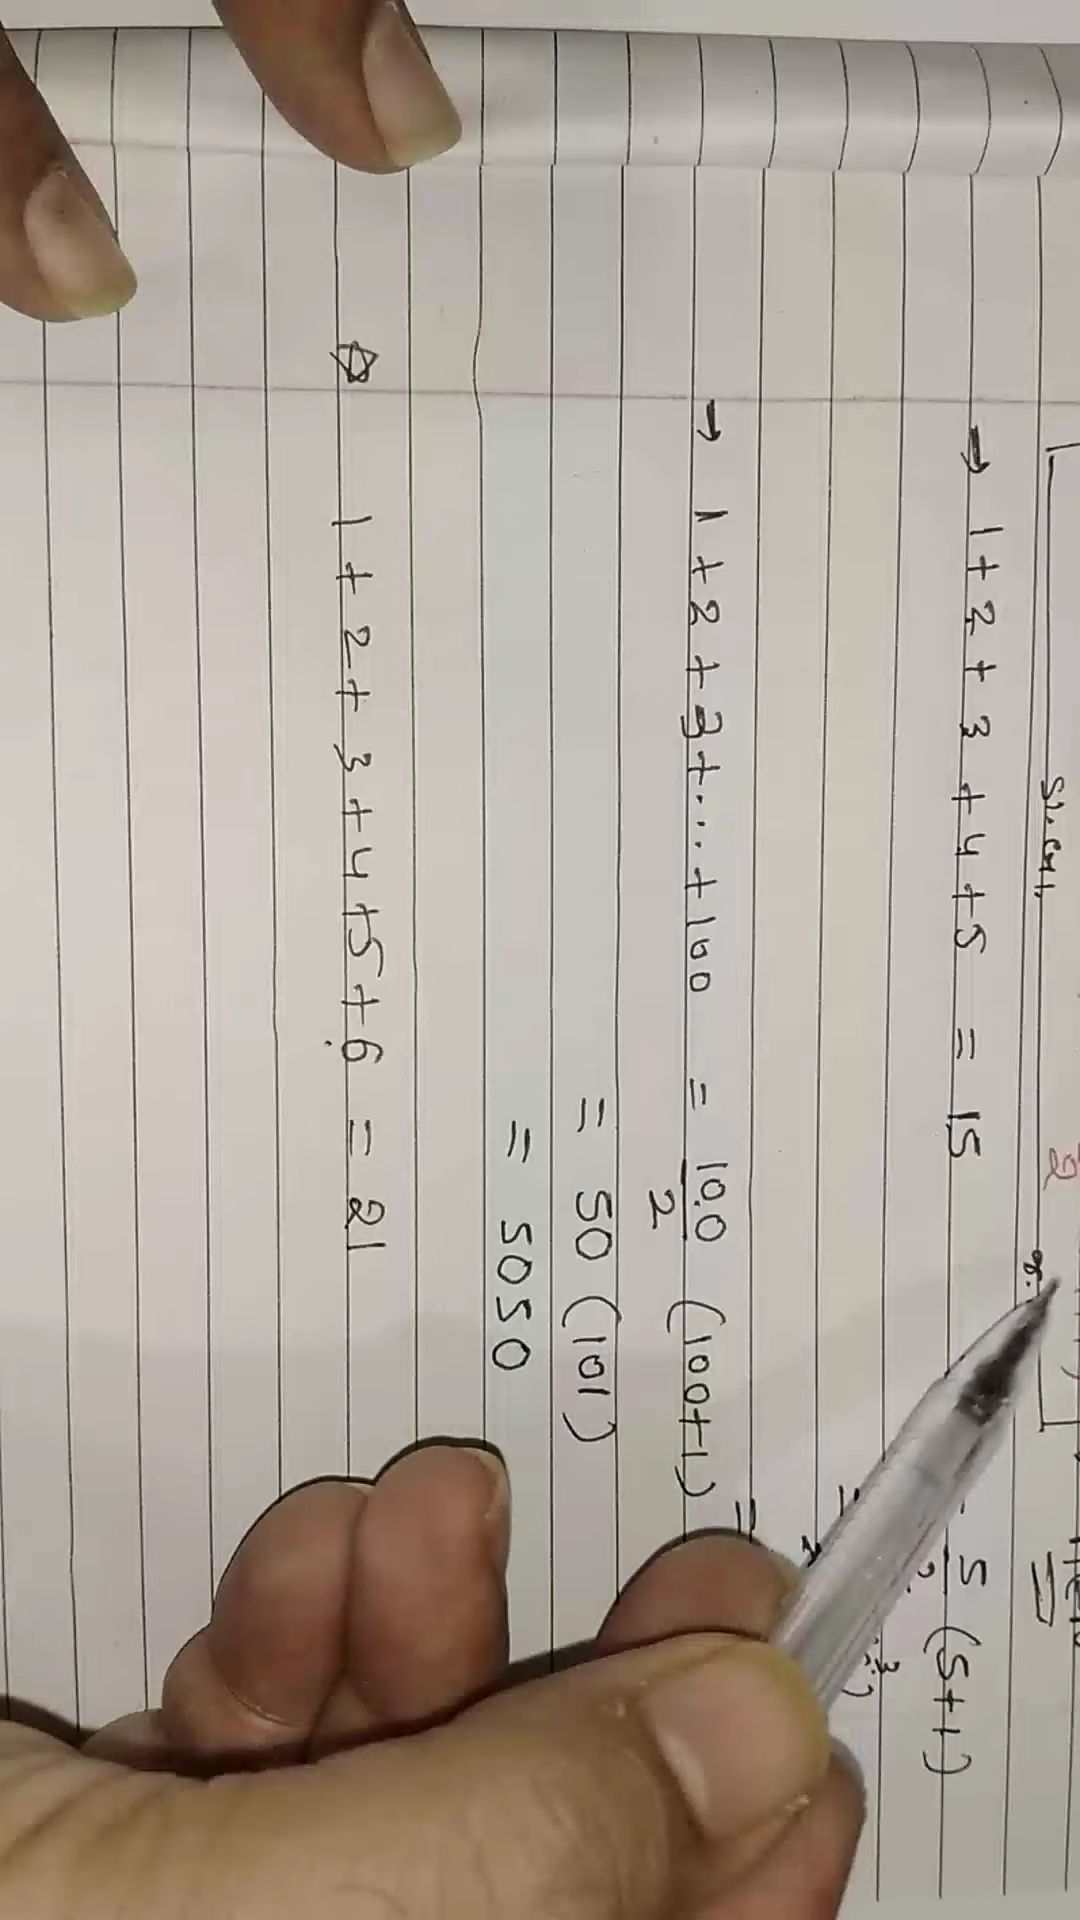 → 1+2+3+4+5 = 15
5/2 (5+1)
→ 1+2+3+...+100 = 100/2 (100+1)
= 50 (101)
= 5050
☆ 1+2+3+4+5+6 = 21